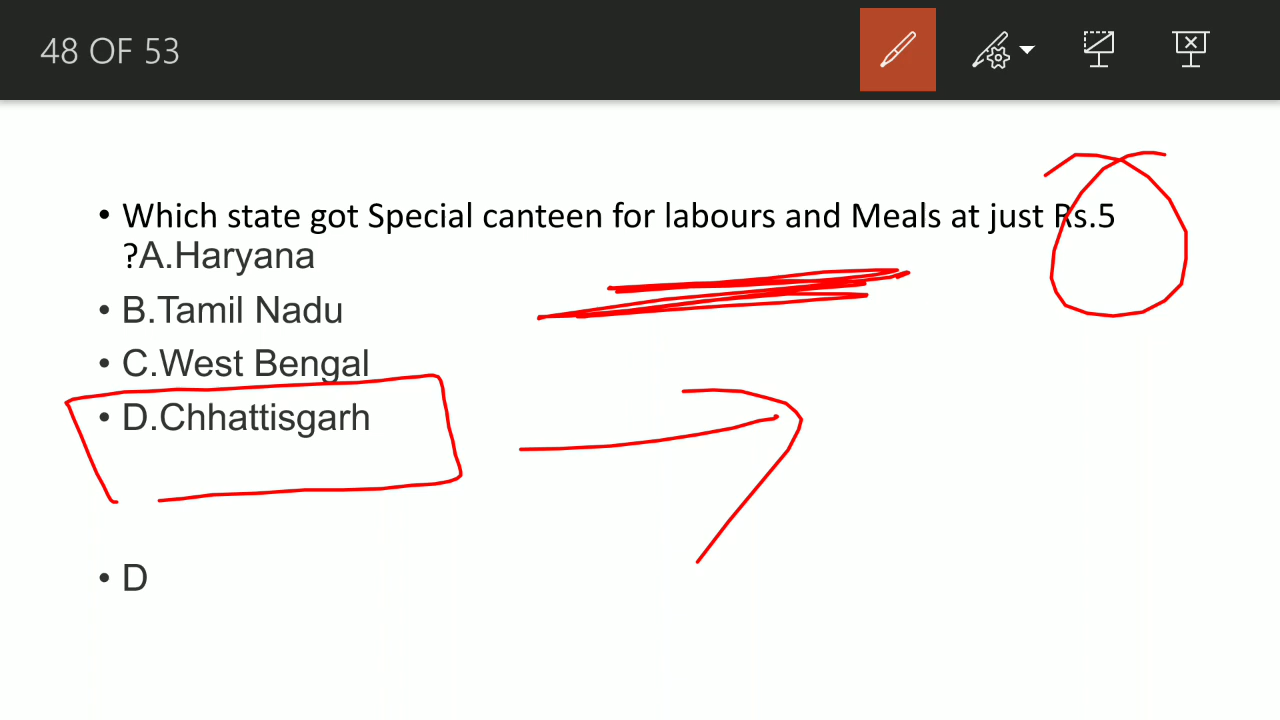 48 OF 53
• Which state got Special canteen for labours and Meals at just Rs.5
?A.Haryana
• B.Tamil Nadu
• C.West Bengal
• D.Chhattisgarh
• D